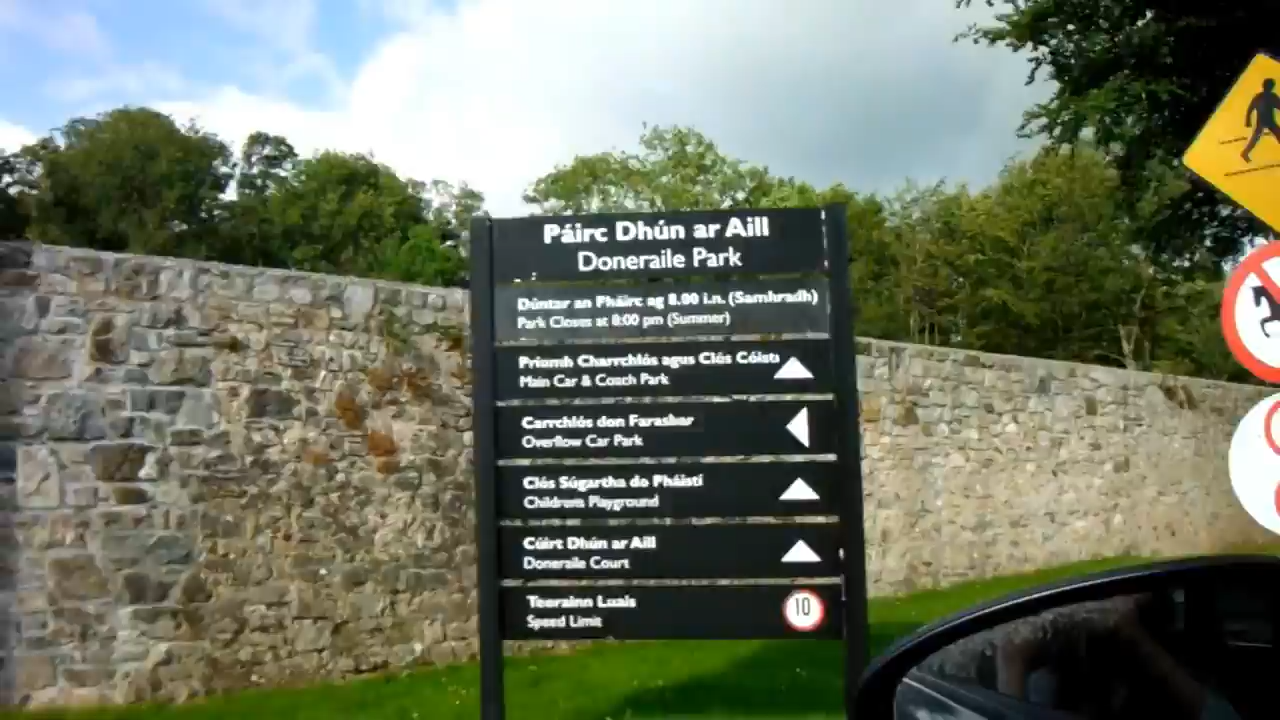 Páirc Dhún ar Aill
Doneraile Park
Dúntar an Pháirc ag 8.00 i.n. (Samhradh)
Park Closes at 8:00 pm (Summer)
Príomh Charrchlós agus Clós Cóistí
Main Car & Coach Park
Carrchlós don Farasbar
Overflow Car Park
Clós Súgartha do Pháistí
Childrens Playground
Cúirt Dhún ar Aill
Doneraile Court
Teorainn Luais
Speed Limit
10